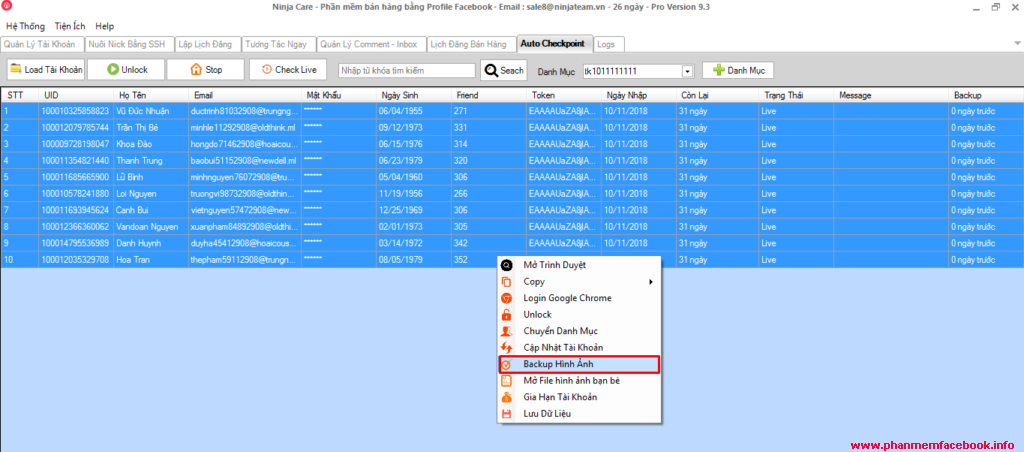 Ninja Care - Phần mềm bán hàng bằng Profile Facebook - Email : sale8@ninjateam.vn - 26 ngày - Pro Version 9.3
Hệ Thống Tiện Ích Help
Quản Lý Tài Khoản Nuôi Nick Bằng SSH Lập Lịch Đăng Tương Tác Ngay Quản Lý Comment - Inbox Lịch Đăng Bán Hàng Auto Checkpoint Logs
Load Tài Khoản Unlock Stop Check Live Nhập từ khóa tìm kiếm Seach Danh Mục tk1011111111 Danh Mục
STT UID Họ Tên Email Mật Khẩu Ngày Sinh Friend Token Ngày Nhập Còn Lại Trạng Thái Message Backup
1 100010325858823 Vũ Đức Nhuận ductrinh81032908@trungng... ****** 06/04/1955 271 EAAAAUaZA8jIA... 10/11/2018 31 ngày Live 0 ngày trước
2 100012079785744 Trần Thị Bé minhle11292908@oldthink.ml ****** 09/12/1973 331 EAAAAUaZA8jIA... 10/11/2018 31 ngày Live 0 ngày trước
3 100009728198047 Khoa Đào hongdo71462908@hoaicou... ****** 06/15/1976 314 EAAAAUaZA8jIA... 10/11/2018 31 ngày Live 0 ngày trước
4 100011354821440 Thanh Trung baobui51152908@newdell.ml ****** 06/23/1979 320 EAAAAUaZA8jIA... 10/11/2018 31 ngày Live 0 ngày trước
5 100011685665900 Lữ Bỉnh minhnguyen76072908@tru... ****** 05/04/1960 306 EAAAAUaZA8jIA... 10/11/2018 31 ngày Live 0 ngày trước
6 100010578241880 Loi Nguyen truongvi98732908@oldthin... ****** 11/19/1956 266 EAAAAUaZA8jIA... 10/11/2018 31 ngày Live 0 ngày trước
7 100011693945624 Canh Bui vietnguyen57472908@new... ****** 12/25/1969 306 EAAAAUaZA8jIA... 10/11/2018 31 ngày Live 0 ngày trước
8 100012366360062 Vandoan Nguyen xuanpham84892908@oldthi... ****** 02/01/1973 305 EAAAAUaZA8jIA... 10/11/2018 31 ngày Live 0 ngày trước
9 100014795536989 Danh Huynh duyha45412908@hoaicous... ****** 03/14/1972 342 EAAAAUaZA8jIA... 10/11/2018 31 ngày Live 0 ngày trước
10 100012035329708 Hoa Tran thepham59112908@trungn... ****** 08/05/1979 352 31 ngày Live 0 ngày trước
Mở Trình Duyệt
Copy
Login Google Chrome
Unlock
Chuyển Danh Mục
Cập Nhật Tài Khoản
Backup Hình Ảnh
Mở File hình ảnh bạn bè
Gia Hạn Tài Khoản
Lưu Dữ Liệu
www.phanmemfacebook.info